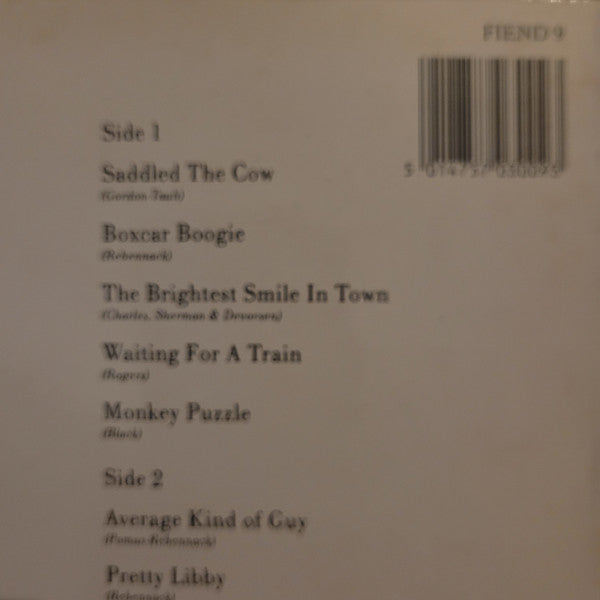 FIEND 9
5 014757 030095
Side 1
Saddled The Cow
Boxcar Boogie
(Rebennack)
The Brightest Smile In Town
(Charles, Sherman & Devorzon)
Waiting For A Train
(Rogers)
Monkey Puzzle
(Black)
Side 2
Average Kind of Guy
(Pomus-Rebennack)
Pretty Libby
(Rebennack)